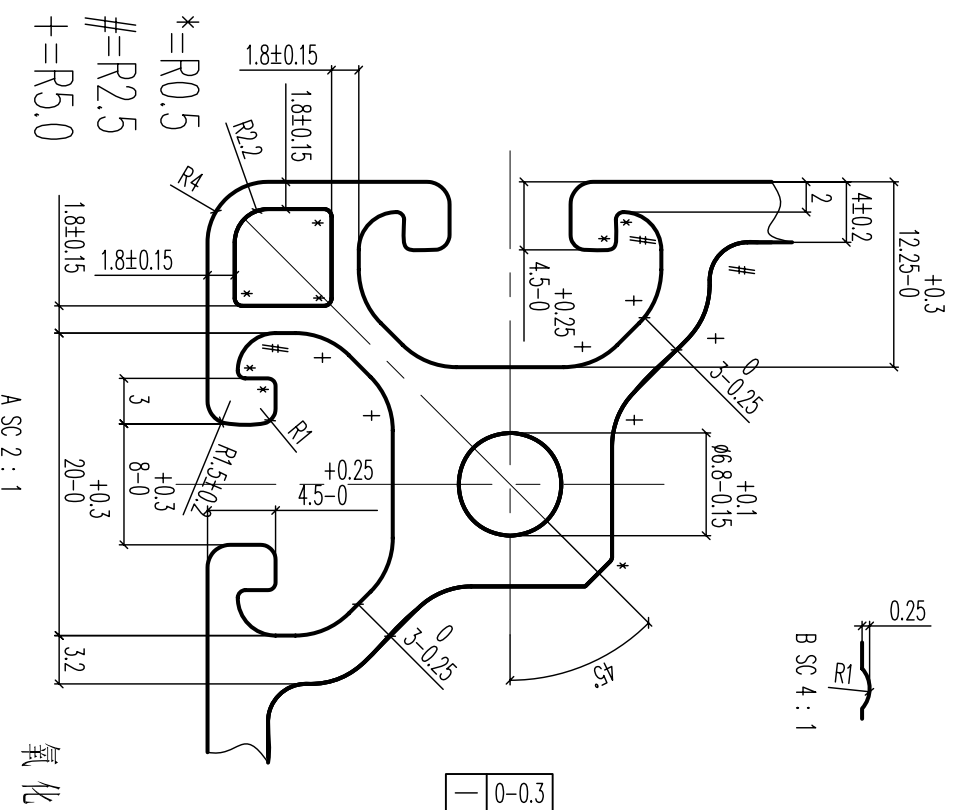 *=R0.5
#=R2.5
+=R5.0
1.8±0.15
1.8±0.15
R2.2
R4
1.8±0.15
1.8±0.15
2
4±0.2
+0.3
12.25-0
+0.25
4.5-0
0
3-0.25
+0.1
ø6.8-0.15
R1
R1.5±0.2
3
+0.3
8-0
+0.3
20-0
+0.25
4.5-0
0
3-0.25
3.2
45°
A SC 2 : 1
0.25
R1
B SC 4 : 1
— 0-0.3
氧化